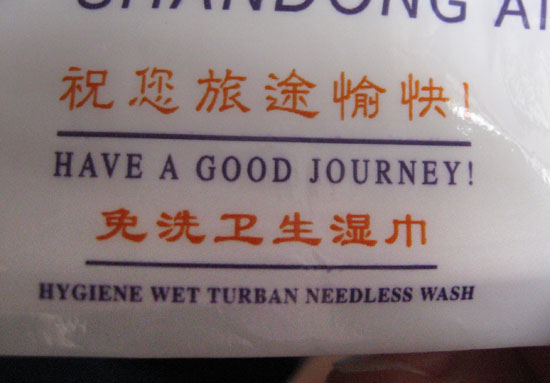 SHANDONG
祝您旅途愉快!
HAVE A GOOD JOURNEY!
免洗卫生湿巾
HYGIENE WET TURBAN NEEDLESS WASH